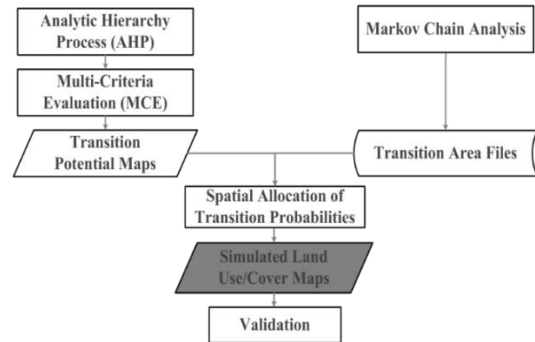 Analytic Hierarchy
Process (AHP)
Markov Chain Analysis
Multi-Criteria
Evaluation (MCE)
Transition
Potential Maps
Transition Area Files
Spatial Allocation of
Transition Probabilities
Simulated Land
Use/Cover Maps
Validation